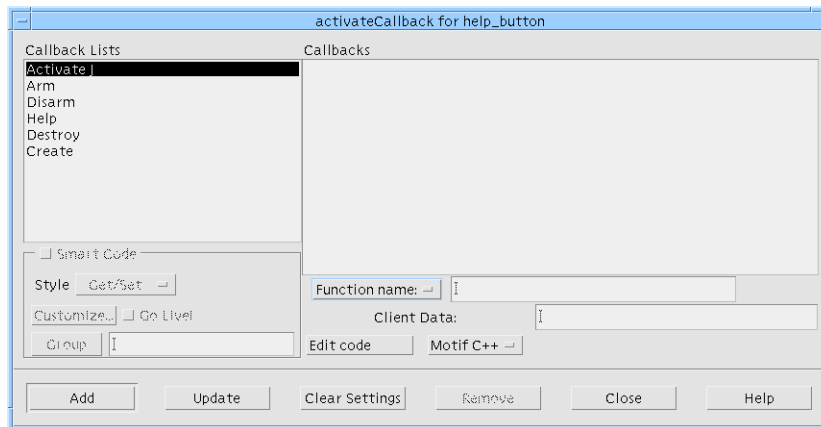 activateCallback for help_button
Callback Lists
Callbacks
Activate J
Arm
Disarm
Help
Destroy
Create
Smart Code
Style Get/Set
Customize...
Go Live!
Group
Function name:
Client Data:
Edit code
Motif C++
Add
Update
Clear Settings
Remove
Close
Help